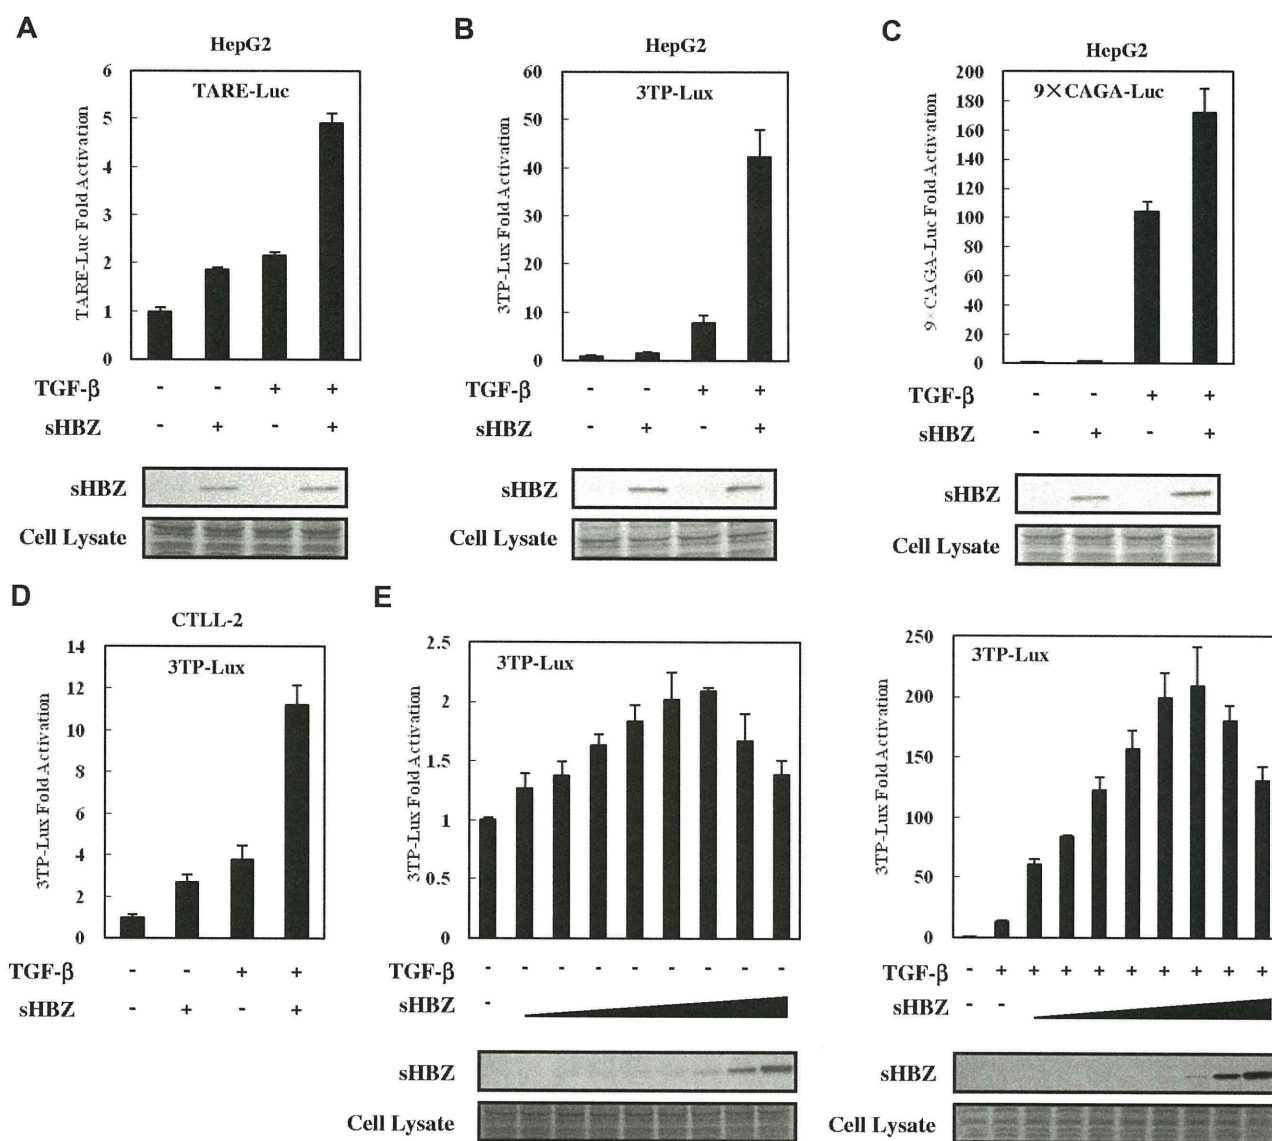 A
HepG2
TARE-Luc
TARE-Luc Fold Activation
6
5
4
3
2
1
0
TGF-β - - + +
sHBZ - + - +
sHBZ
Cell Lysate
B
HepG2
3TP-Lux
3TP-Lux Fold Activation
60
50
40
30
20
10
0
TGF-β - - + +
sHBZ - + - +
sHBZ
Cell Lysate
C
HepG2
9×CAGA-Luc
9×CAGA-Luc Fold Activation
200
180
160
140
120
100
80
60
40
20
0
TGF-β - - + +
sHBZ - + - +
sHBZ
Cell Lysate
D
CTLL-2
3TP-Lux
3TP-Lux Fold Activation
14
12
10
8
6
4
2
0
TGF-β - - + +
sHBZ - + - +
E
3TP-Lux
3TP-Lux Fold Activation
2.5
2
1.5
1
0.5
0
TGF-β - - - - - - - - -
sHBZ -
sHBZ
Cell Lysate
3TP-Lux
3TP-Lux Fold Activation
250
200
150
100
50
0
TGF-β - + + + + + + + + +
sHBZ - -
sHBZ
Cell Lysate